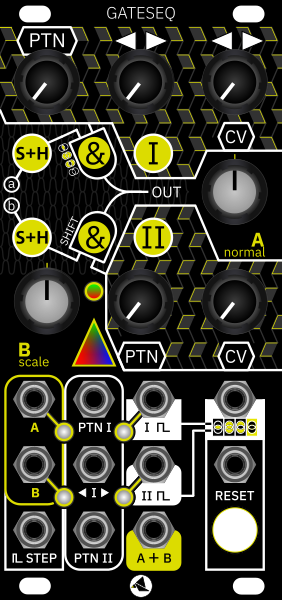 GATESEQ
PTN
CV
S+H
&
I
a
OUT
b
S+H
SHIFT
&
II
A
normal
B
scale
PTN
CV
A
PTN I
I
B
◄ I ►
II
RESET
STEP
PTN II
A + B